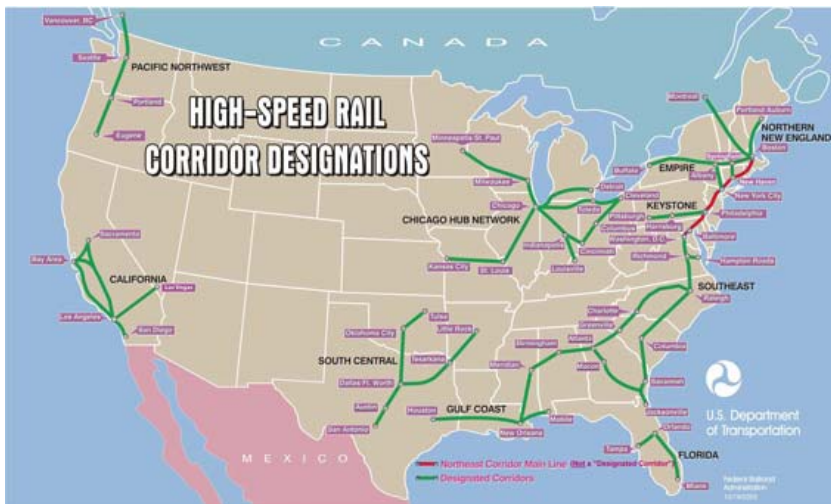 CANADA
Vancouver, BC
Seattle
PACIFIC NORTHWEST
Portland
Eugene
HIGH-SPEED RAIL
CORRIDOR DESIGNATIONS
Minneapolis St. Paul
Milwaukee
Chicago
CHICAGO HUB NETWORK
Detroit
Cleveland
Toledo
Columbus
Indianapolis
Cincinnati
Louisville
St. Louis
Kansas City
Montreal
Portland Auburn
NORTHERN
NEW ENGLAND
Boston
Buffalo
EMPIRE
Albany
New Haven
New York City
KEYSTONE
Pittsburgh
Harrisburg
Philadelphia
Baltimore
Washington, D.C.
Richmond
Hampton Roads
SOUTHEAST
Raleigh
Charlotte
Greenville
Atlanta
Birmingham
Macon
Columbia
Savannah
Jacksonville
Meridian
Sacramento
Bay Area
CALIFORNIA
Las Vegas
Los Angeles
San Diego
Tulsa
Oklahoma City
Little Rock
SOUTH CENTRAL
Texarkana
Dallas Ft. Worth
Austin
San Antonio
Houston
GULF COAST
New Orleans
Mobile
Orlando
Tampa
FLORIDA
Miami
MEXICO
U.S. Department
of Transportation
Northeast Corridor Main Line (Not a "Designated Corridor")
Designated Corridors
Federal Railroad
Administration